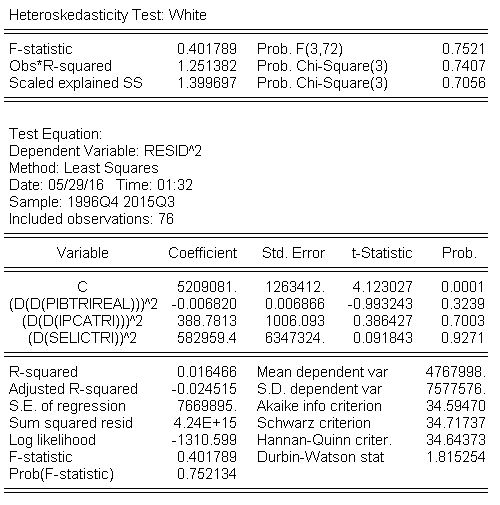 Heteroskedasticity Test: White
F-statistic 0.401789 Prob. F(3,72) 0.7521
Obs*R-squared 1.251382 Prob. Chi-Square(3) 0.7407
Scaled explained SS 1.399697 Prob. Chi-Square(3) 0.7056
Test Equation:
Dependent Variable: RESID^2
Method: Least Squares
Date: 05/29/16 Time: 01:32
Sample: 1996Q4 2015Q3
Included observations: 76
Variable Coefficient Std. Error t-Statistic Prob.
C 5209081. 1263412. 4.123027 0.0001
(D(D(PIBTRIREAL)))^2 -0.006820 0.006866 -0.993243 0.3239
(D(D(IPCATRI)))^2 388.7813 1006.093 0.386427 0.7003
(D(SELICTRI))^2 582959.4 6347324. 0.091843 0.9271
R-squared 0.016466 Mean dependent var 4767998.
Adjusted R-squared -0.024515 S.D. dependent var 7577576.
S.E. of regression 7669895. Akaike info criterion 34.59470
Sum squared resid 4.24E+15 Schwarz criterion 34.71737
Log likelihood -1310.599 Hannan-Quinn criter. 34.64373
F-statistic 0.401789 Durbin-Watson stat 1.815254
Prob(F-statistic) 0.752134